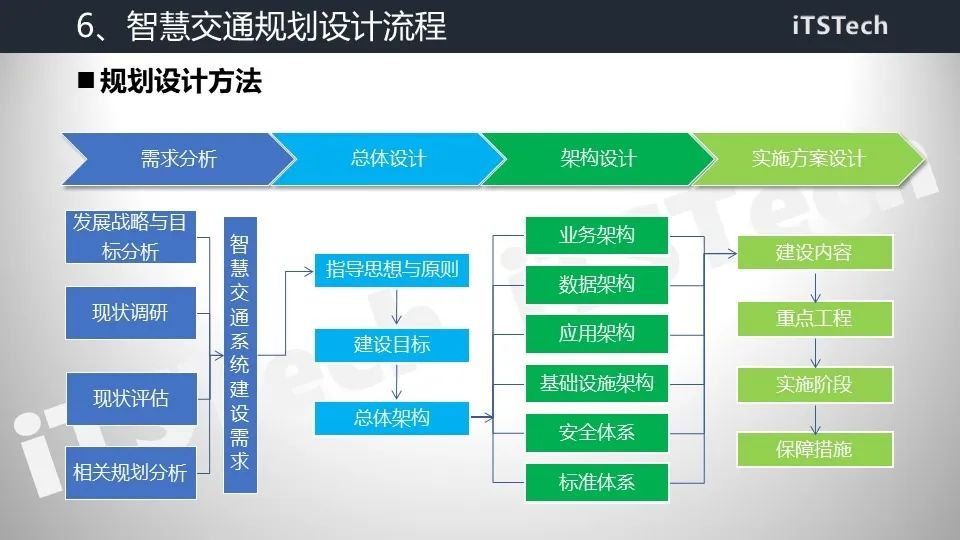 6、智慧交通规划设计流程
iTSTech
■规划设计方法
需求分析
总体设计
架构设计
实施方案设计
发展战略与目
标分析
现状调研
现状评估
相关规划分析
智慧交通系统建设需求
指导思想与原则
建设目标
总体架构
业务架构
数据架构
应用架构
基础设施架构
安全体系
标准体系
建设内容
重点工程
实施阶段
保障措施
iTSTech iTSTech